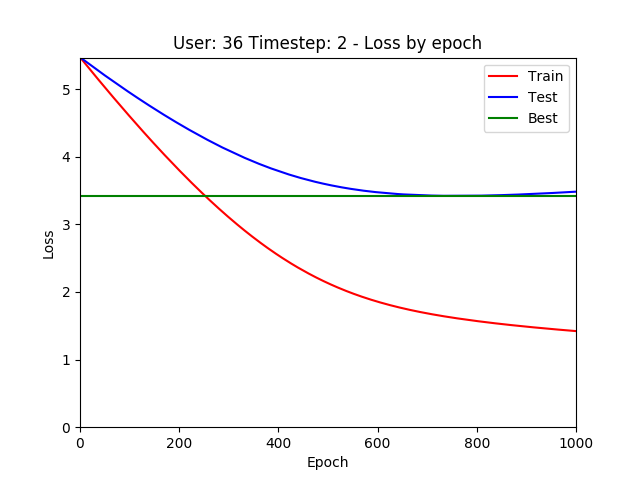 User: 36 Timestep: 2 - Loss by epoch
Train
Test
Best
5
4
3
2
1
0
Loss
0 200 400 600 800 1000
Epoch